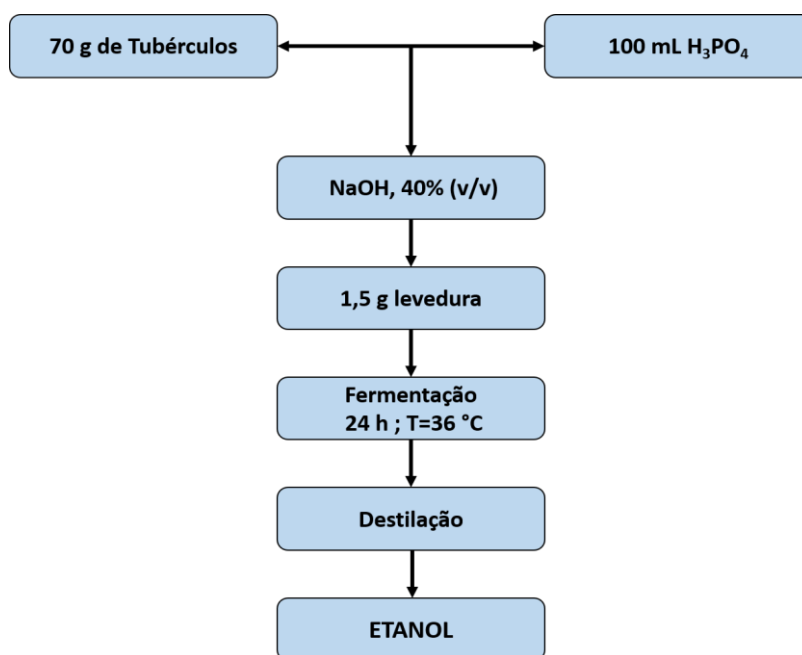 70 g de Tubérculos
100 mL H₃PO₄
NaOH, 40% (v/v)
1,5 g levedura
Fermentação
24 h ; T=36 °C
Destilação
ETANOL